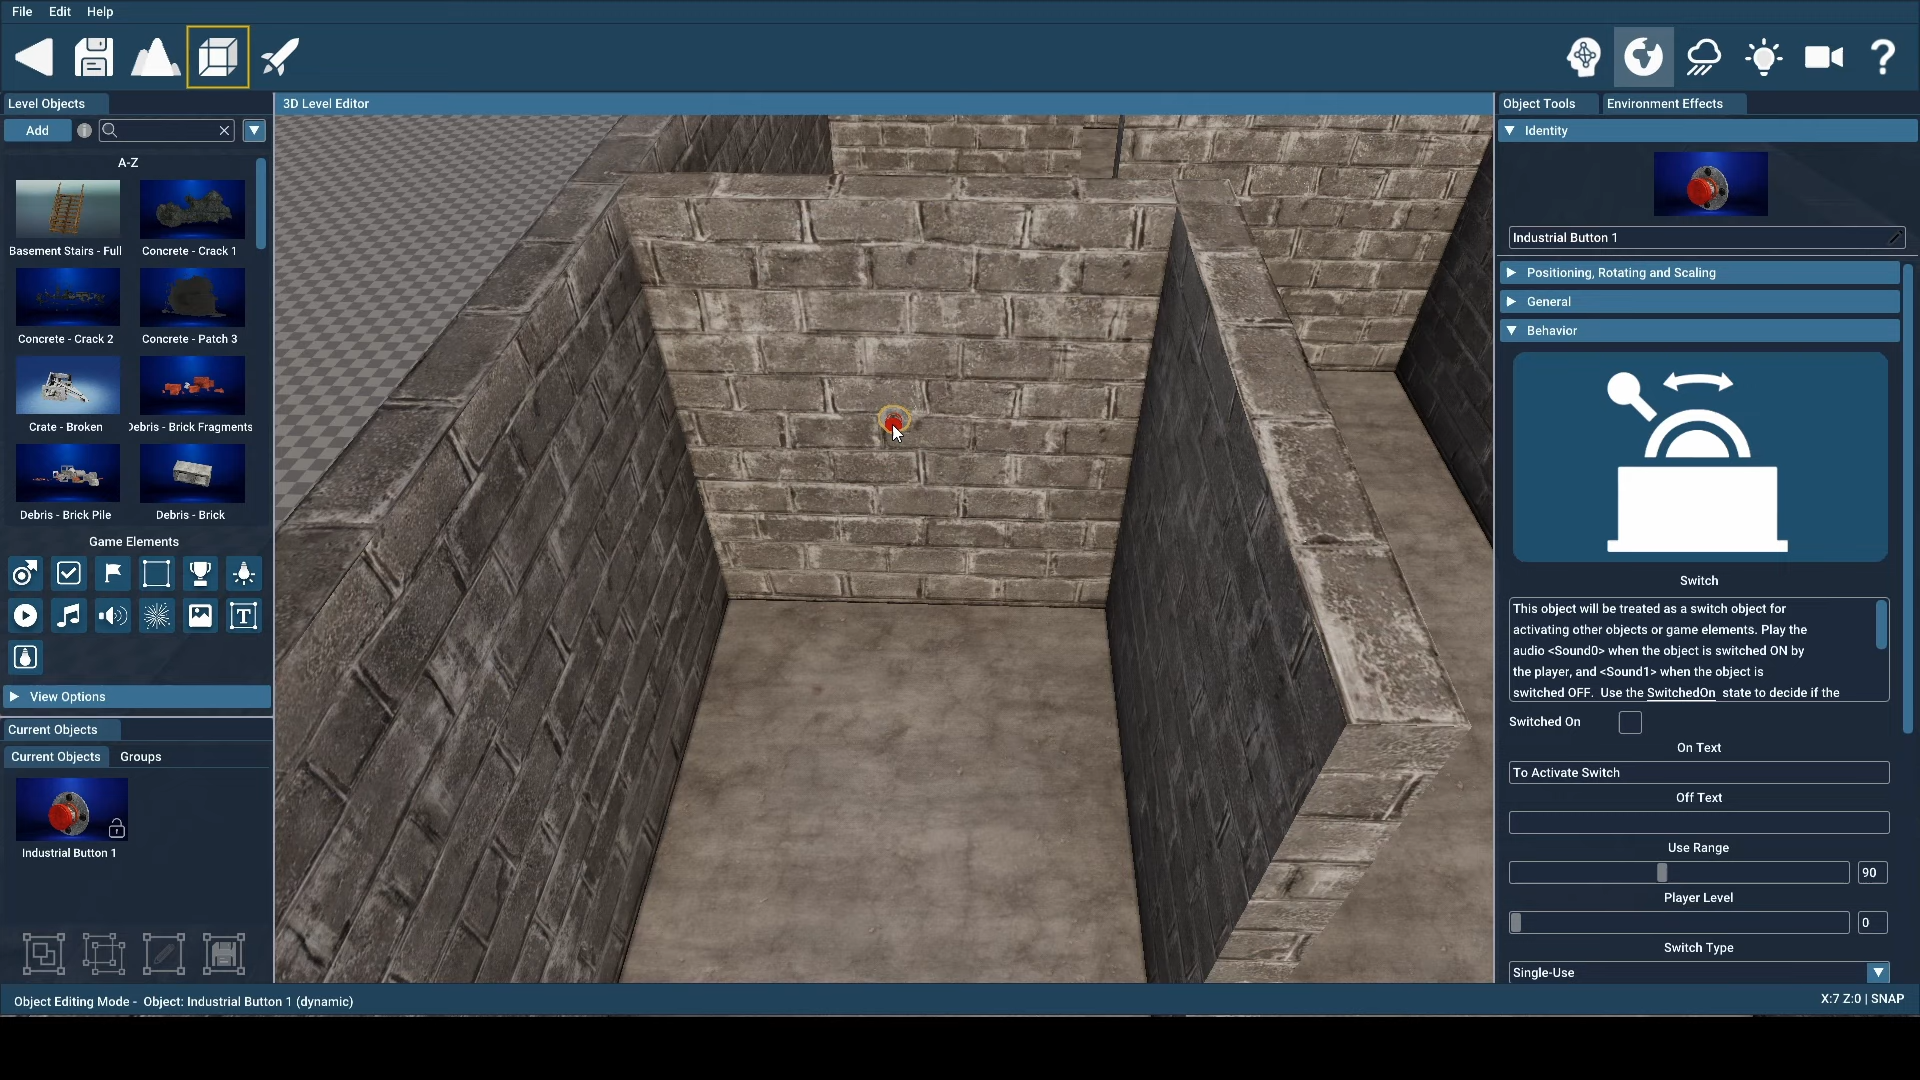 File Edit Help
Level Objects
Add
A-Z
Basement Stairs - Full
Concrete - Crack 1
Concrete - Crack 2
Concrete - Patch 3
Crate - Broken
Debris - Brick Fragments
Debris - Brick Pile
Debris - Brick
Game Elements
View Options
Current Objects
Current Objects Groups
Industrial Button 1
3D Level Editor
Object Tools Environment Effects
Identity
Industrial Button 1
Positioning, Rotating and Scaling
General
Behavior
Switch
This object will be treated as a switch object for
activating other objects or game elements. Play the
audio <Sound0> when the object is switched ON by
the player, and <Sound1> when the object is
switched OFF. Use the SwitchedOn state to decide if the
Switched On
On Text
To Activate Switch
Off Text
Use Range
90
Player Level
0
Switch Type
Single-Use
Object Editing Mode - Object: Industrial Button 1 (dynamic)
X:7 Z:0 | SNAP